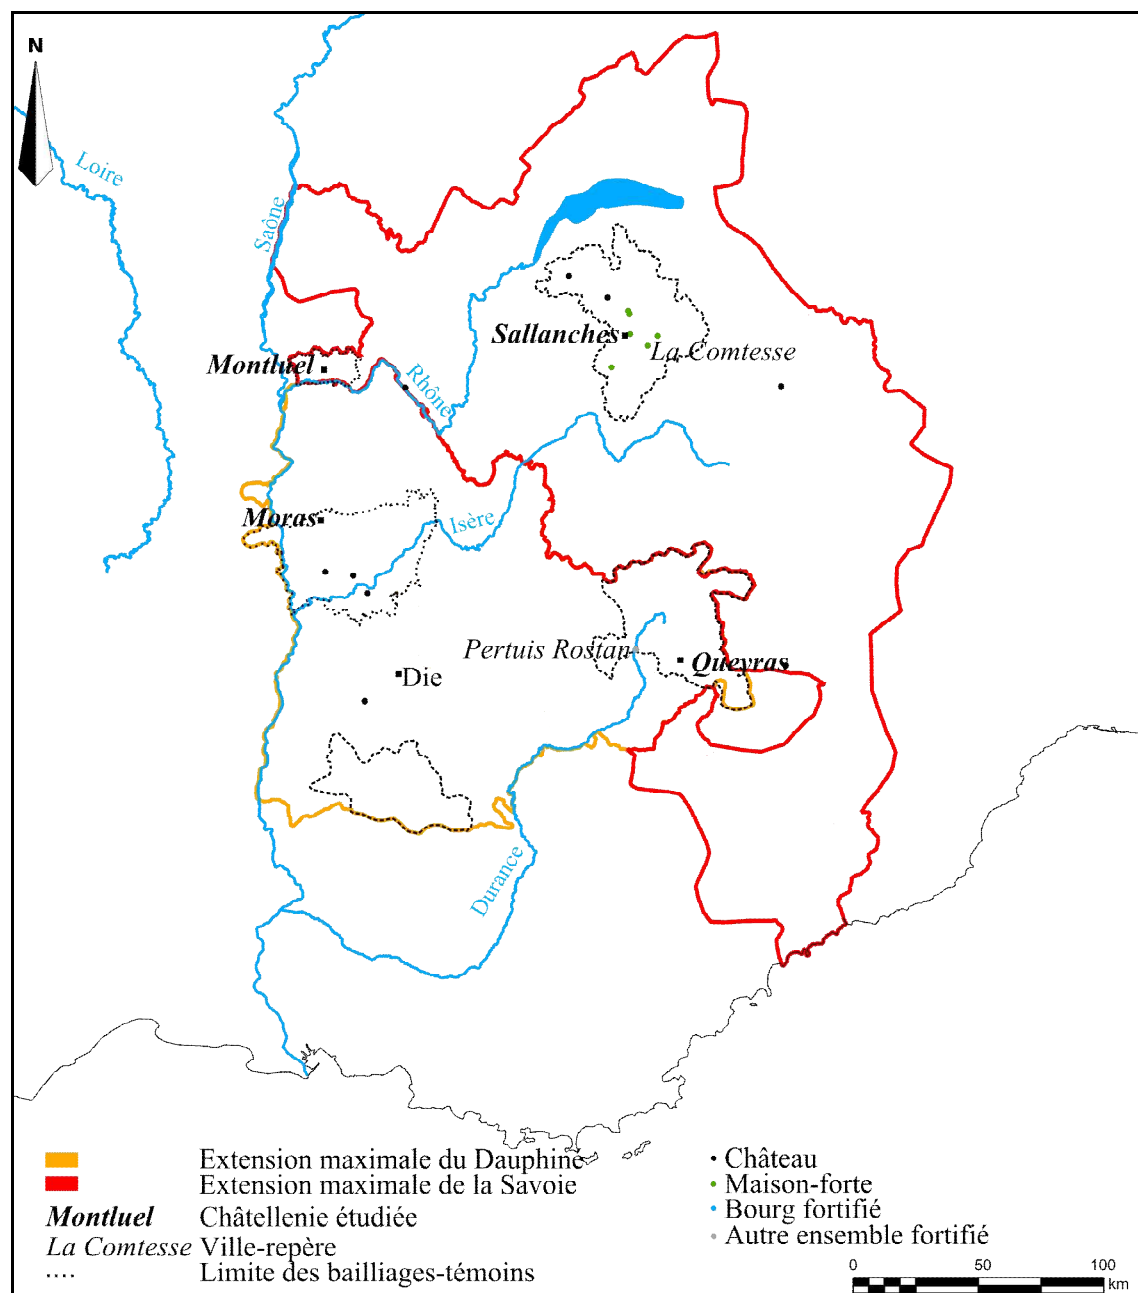 N
Loire
Saône
Sallanches
La Comtesse
Montluel
Rhône
Moras
Isère
Pertuis Rostan
Queyras
Die
Durance
Extension maximale du Dauphiné
Extension maximale de la Savoie
Montluel Châtellenie étudiée
La Comtesse Ville-repère
.... Limite des bailliages-témoins
Château
Maison-forte
Bourg fortifié
Autre ensemble fortifié
0 50 100
km